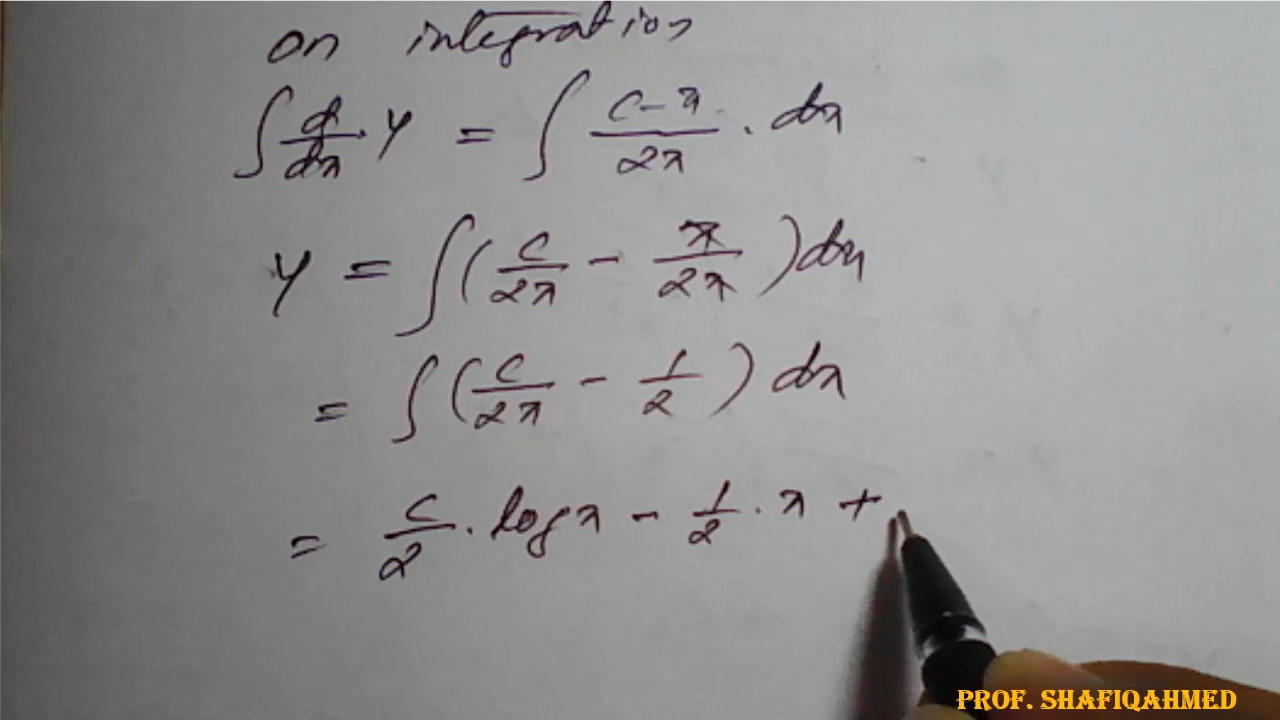 on integration
∫ d/dx . y = ∫ c-x/2x . dx
y = ∫ ( c/2x - x/2x ) dx
= ∫ ( c/2x - 1/2 ) dx
= c/2 . log x - 1/2 . x +
PROF. SHAFIQAHMED